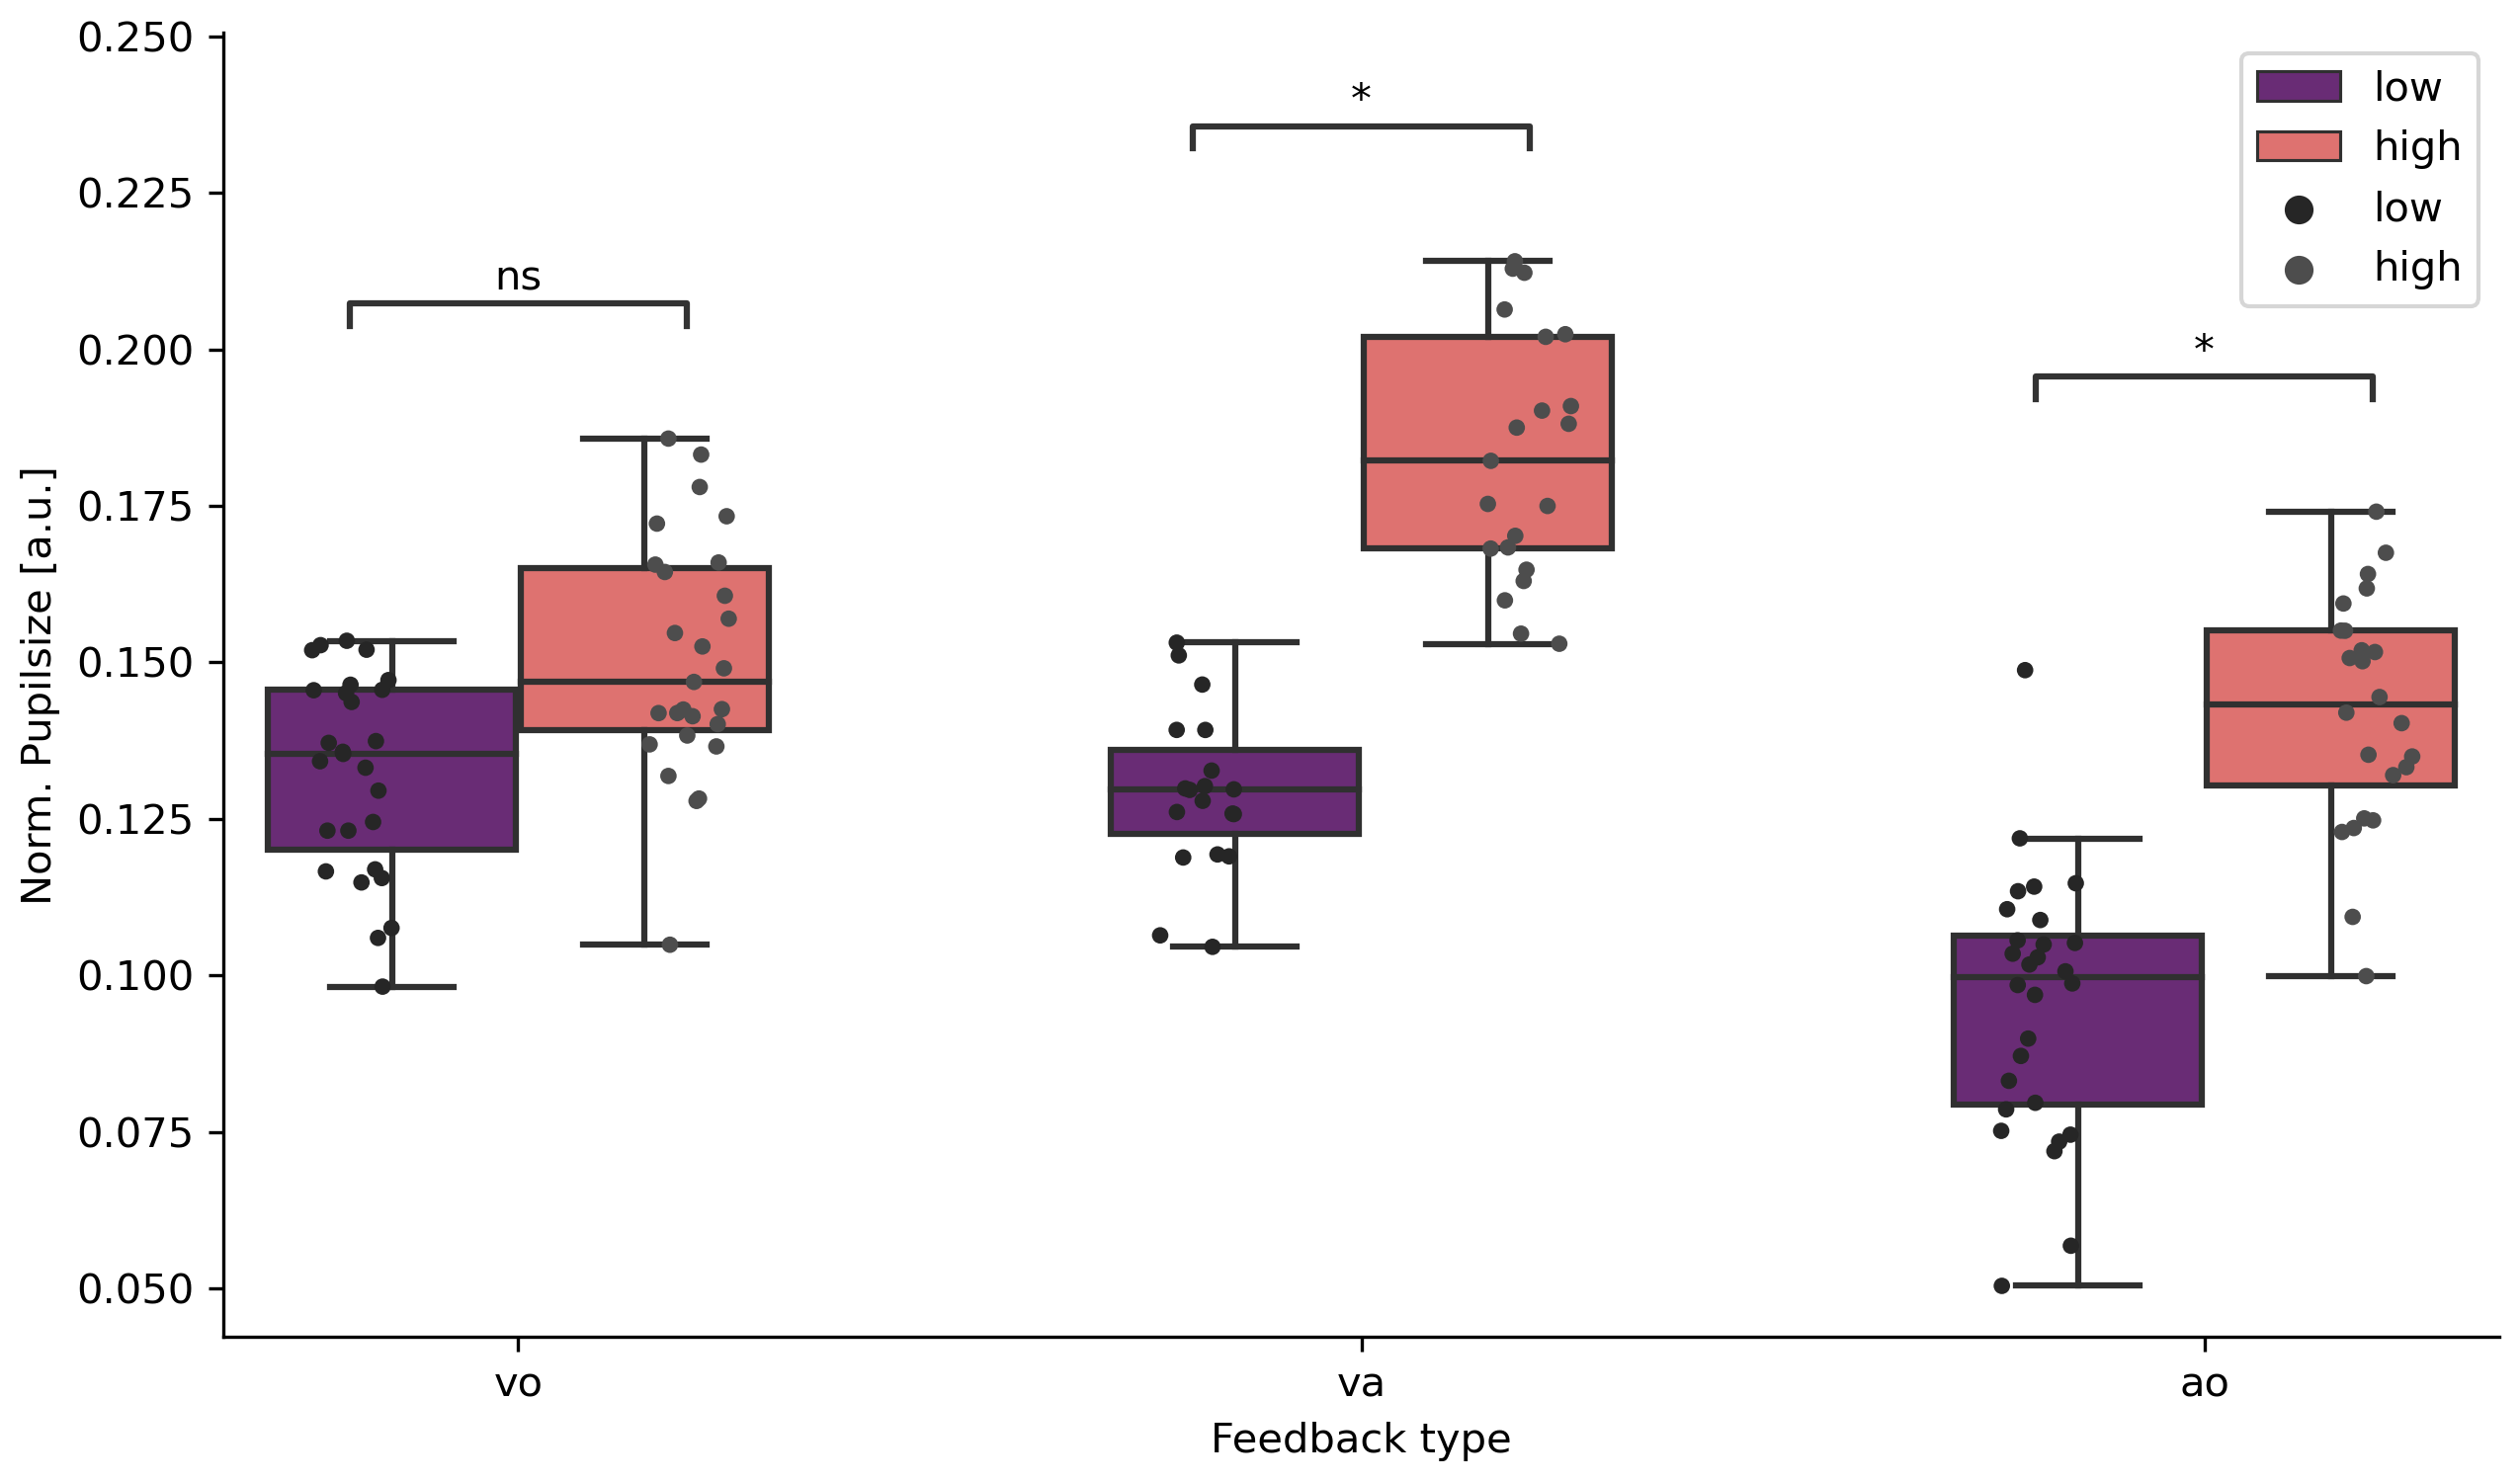 0.250
0.225
0.200
0.175
0.150
0.125
0.100
0.075
0.050
Norm. Pupilsize [a.u.]
ns
*
*
low
high
low
high
vo
va
ao
Feedback type